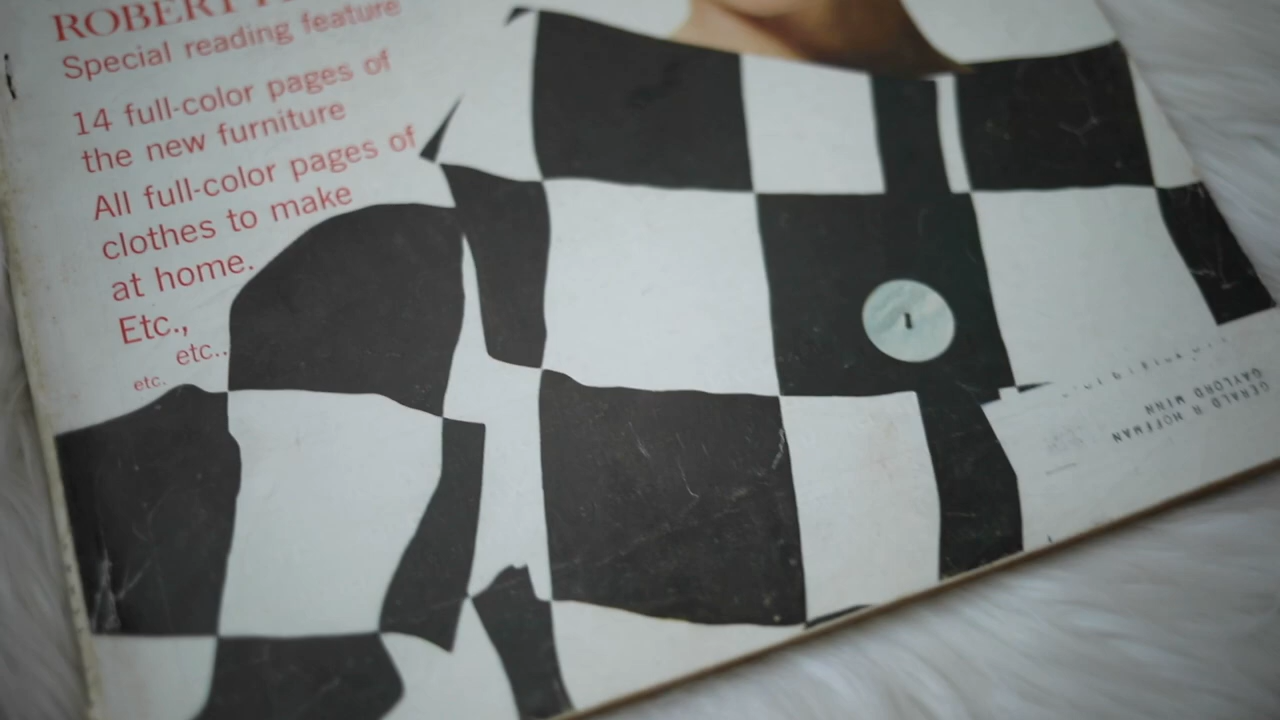 ROBERT
Special reading feature
14 full-color pages of
the new furniture
All full-color pages of
clothes to make
at home.
Etc.,
etc..
etc.
GERALD R HOFFMAN
GAYLORD MINN